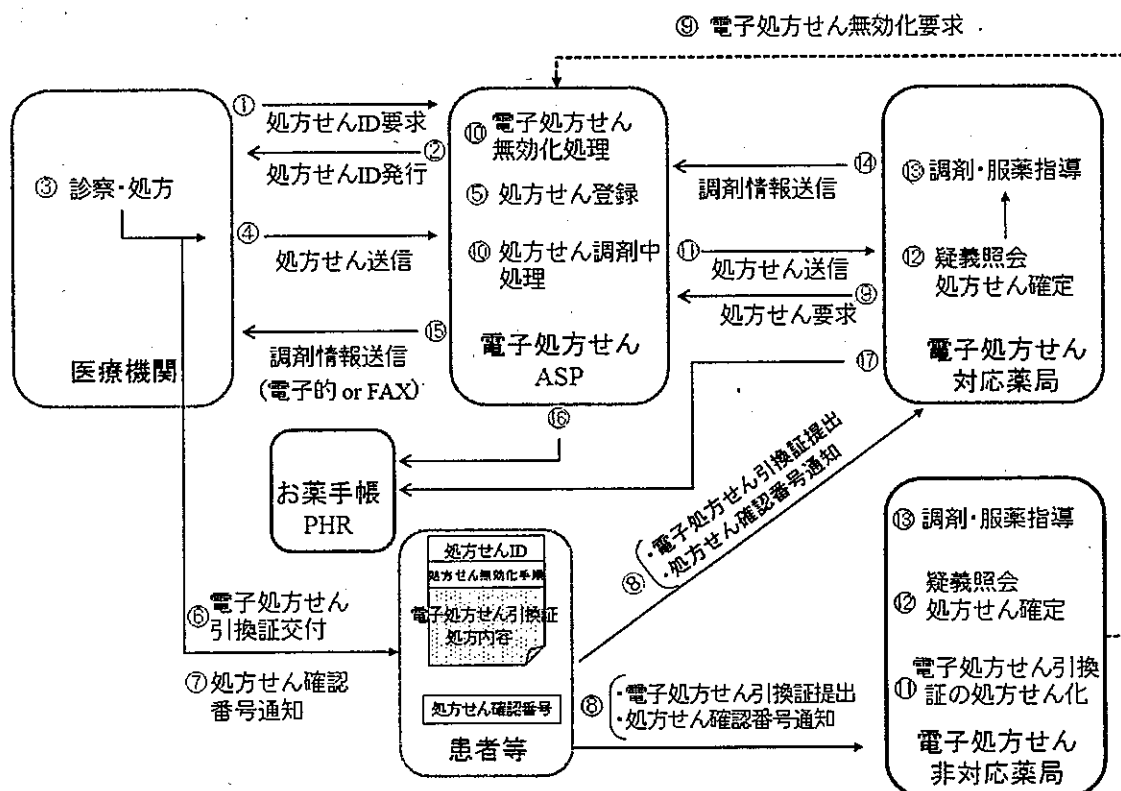 ⑨ 電子処方せん無効化要求
①
処方せんID要求
②
処方せんID発行
③ 診察・処方
④
処方せん送信
⑮
調剤情報送信
(電子的 or FAX)
医療機関
⑩ 電子処方せん
無効化処理
⑤ 処方せん登録
⑩ 処方せん調剤中
処理
電子処方せん
ASP
⑭
調剤情報送信
⑪
処方せん送信
⑨
処方せん要求
⑰
⑬調剤・服薬指導
⑫ 疑義照会
処方せん確定
電子処方せん
対応薬局
⑯
お薬手帳
PHR
⑥ 電子処方せん
引換証交付
⑦ 処方せん確認
番号通知
処方せんID
処方せん無効化手順
電子処方せん引換証
処方内容
処方せん確認番号
患者等
⑧
・電子処方せん引換証提出
・処方せん確認番号通知
⑧
・電子処方せん引換証提出
・処方せん確認番号通知
⑬ 調剤・服薬指導
⑫ 疑義照会
処方せん確定
⑪ 電子処方せん引換
証の処方せん化
電子処方せん
非対応薬局